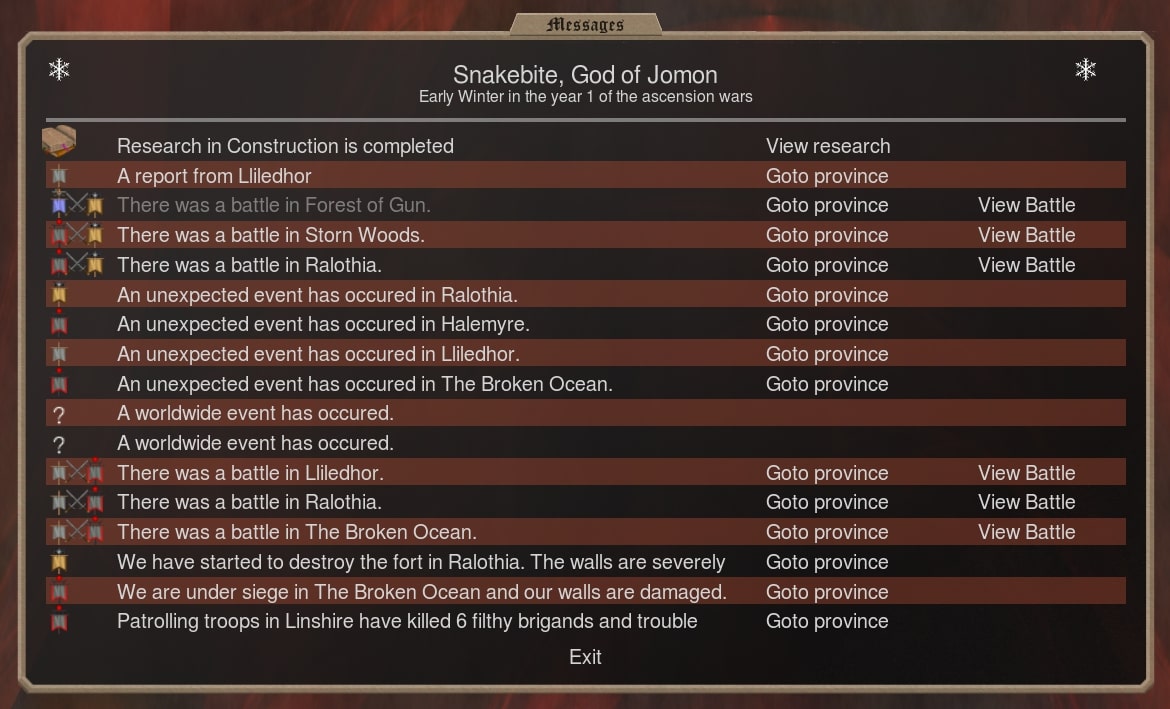 Messages
Snakebite, God of Jomon
Early Winter in the year 1 of the ascension wars
Research in Construction is completed View research
A report from Lliledhor Goto province
There was a battle in Forest of Gun. Goto province View Battle
There was a battle in Storn Woods. Goto province View Battle
There was a battle in Ralothia. Goto province View Battle
An unexpected event has occured in Ralothia. Goto province
An unexpected event has occured in Halemyre. Goto province
An unexpected event has occured in Lliledhor. Goto province
An unexpected event has occured in The Broken Ocean. Goto province
? A worldwide event has occured.
? A worldwide event has occured.
There was a battle in Lliledhor. Goto province View Battle
There was a battle in Ralothia. Goto province View Battle
There was a battle in The Broken Ocean. Goto province View Battle
We have started to destroy the fort in Ralothia. The walls are severely Goto province
We are under siege in The Broken Ocean and our walls are damaged. Goto province
Patrolling troops in Linshire have killed 6 filthy brigands and trouble Goto province
Exit